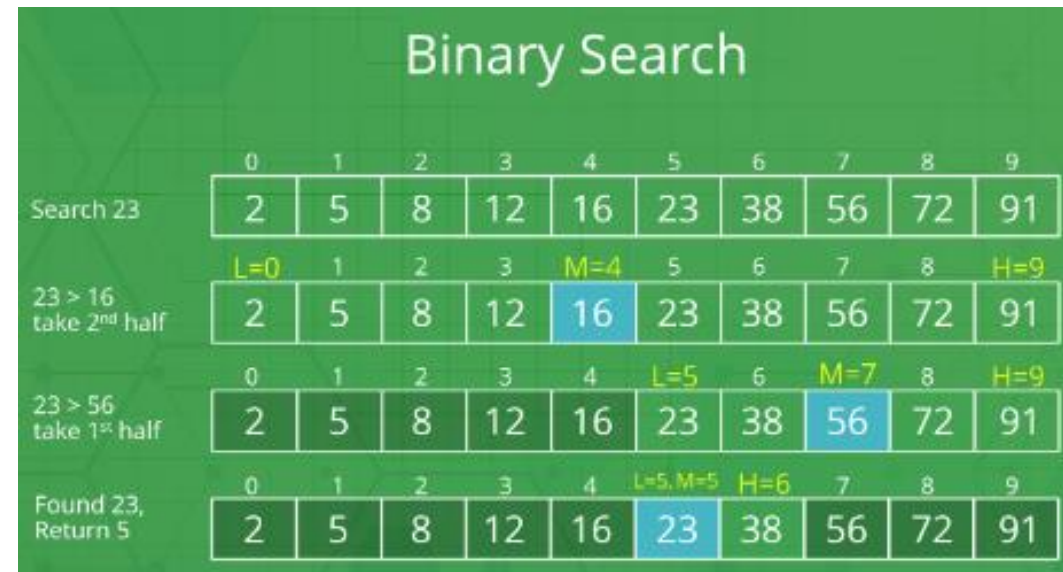 Binary Search
0 1 2 3 4 5 6 7 8 9
Search 23
2 5 8 12 16 23 38 56 72 91
L=0 1 2 3 M=4 5 6 7 8 H=9
23 > 16
take 2nd half
2 5 8 12 16 23 38 56 72 91
0 1 2 3 4 L=5 6 M=7 8 H=9
23 > 56
take 1st half
2 5 8 12 16 23 38 56 72 91
0 1 2 3 4 L=5, M=5 H=6 7 8 9
Found 23,
Return 5
2 5 8 12 16 23 38 56 72 91